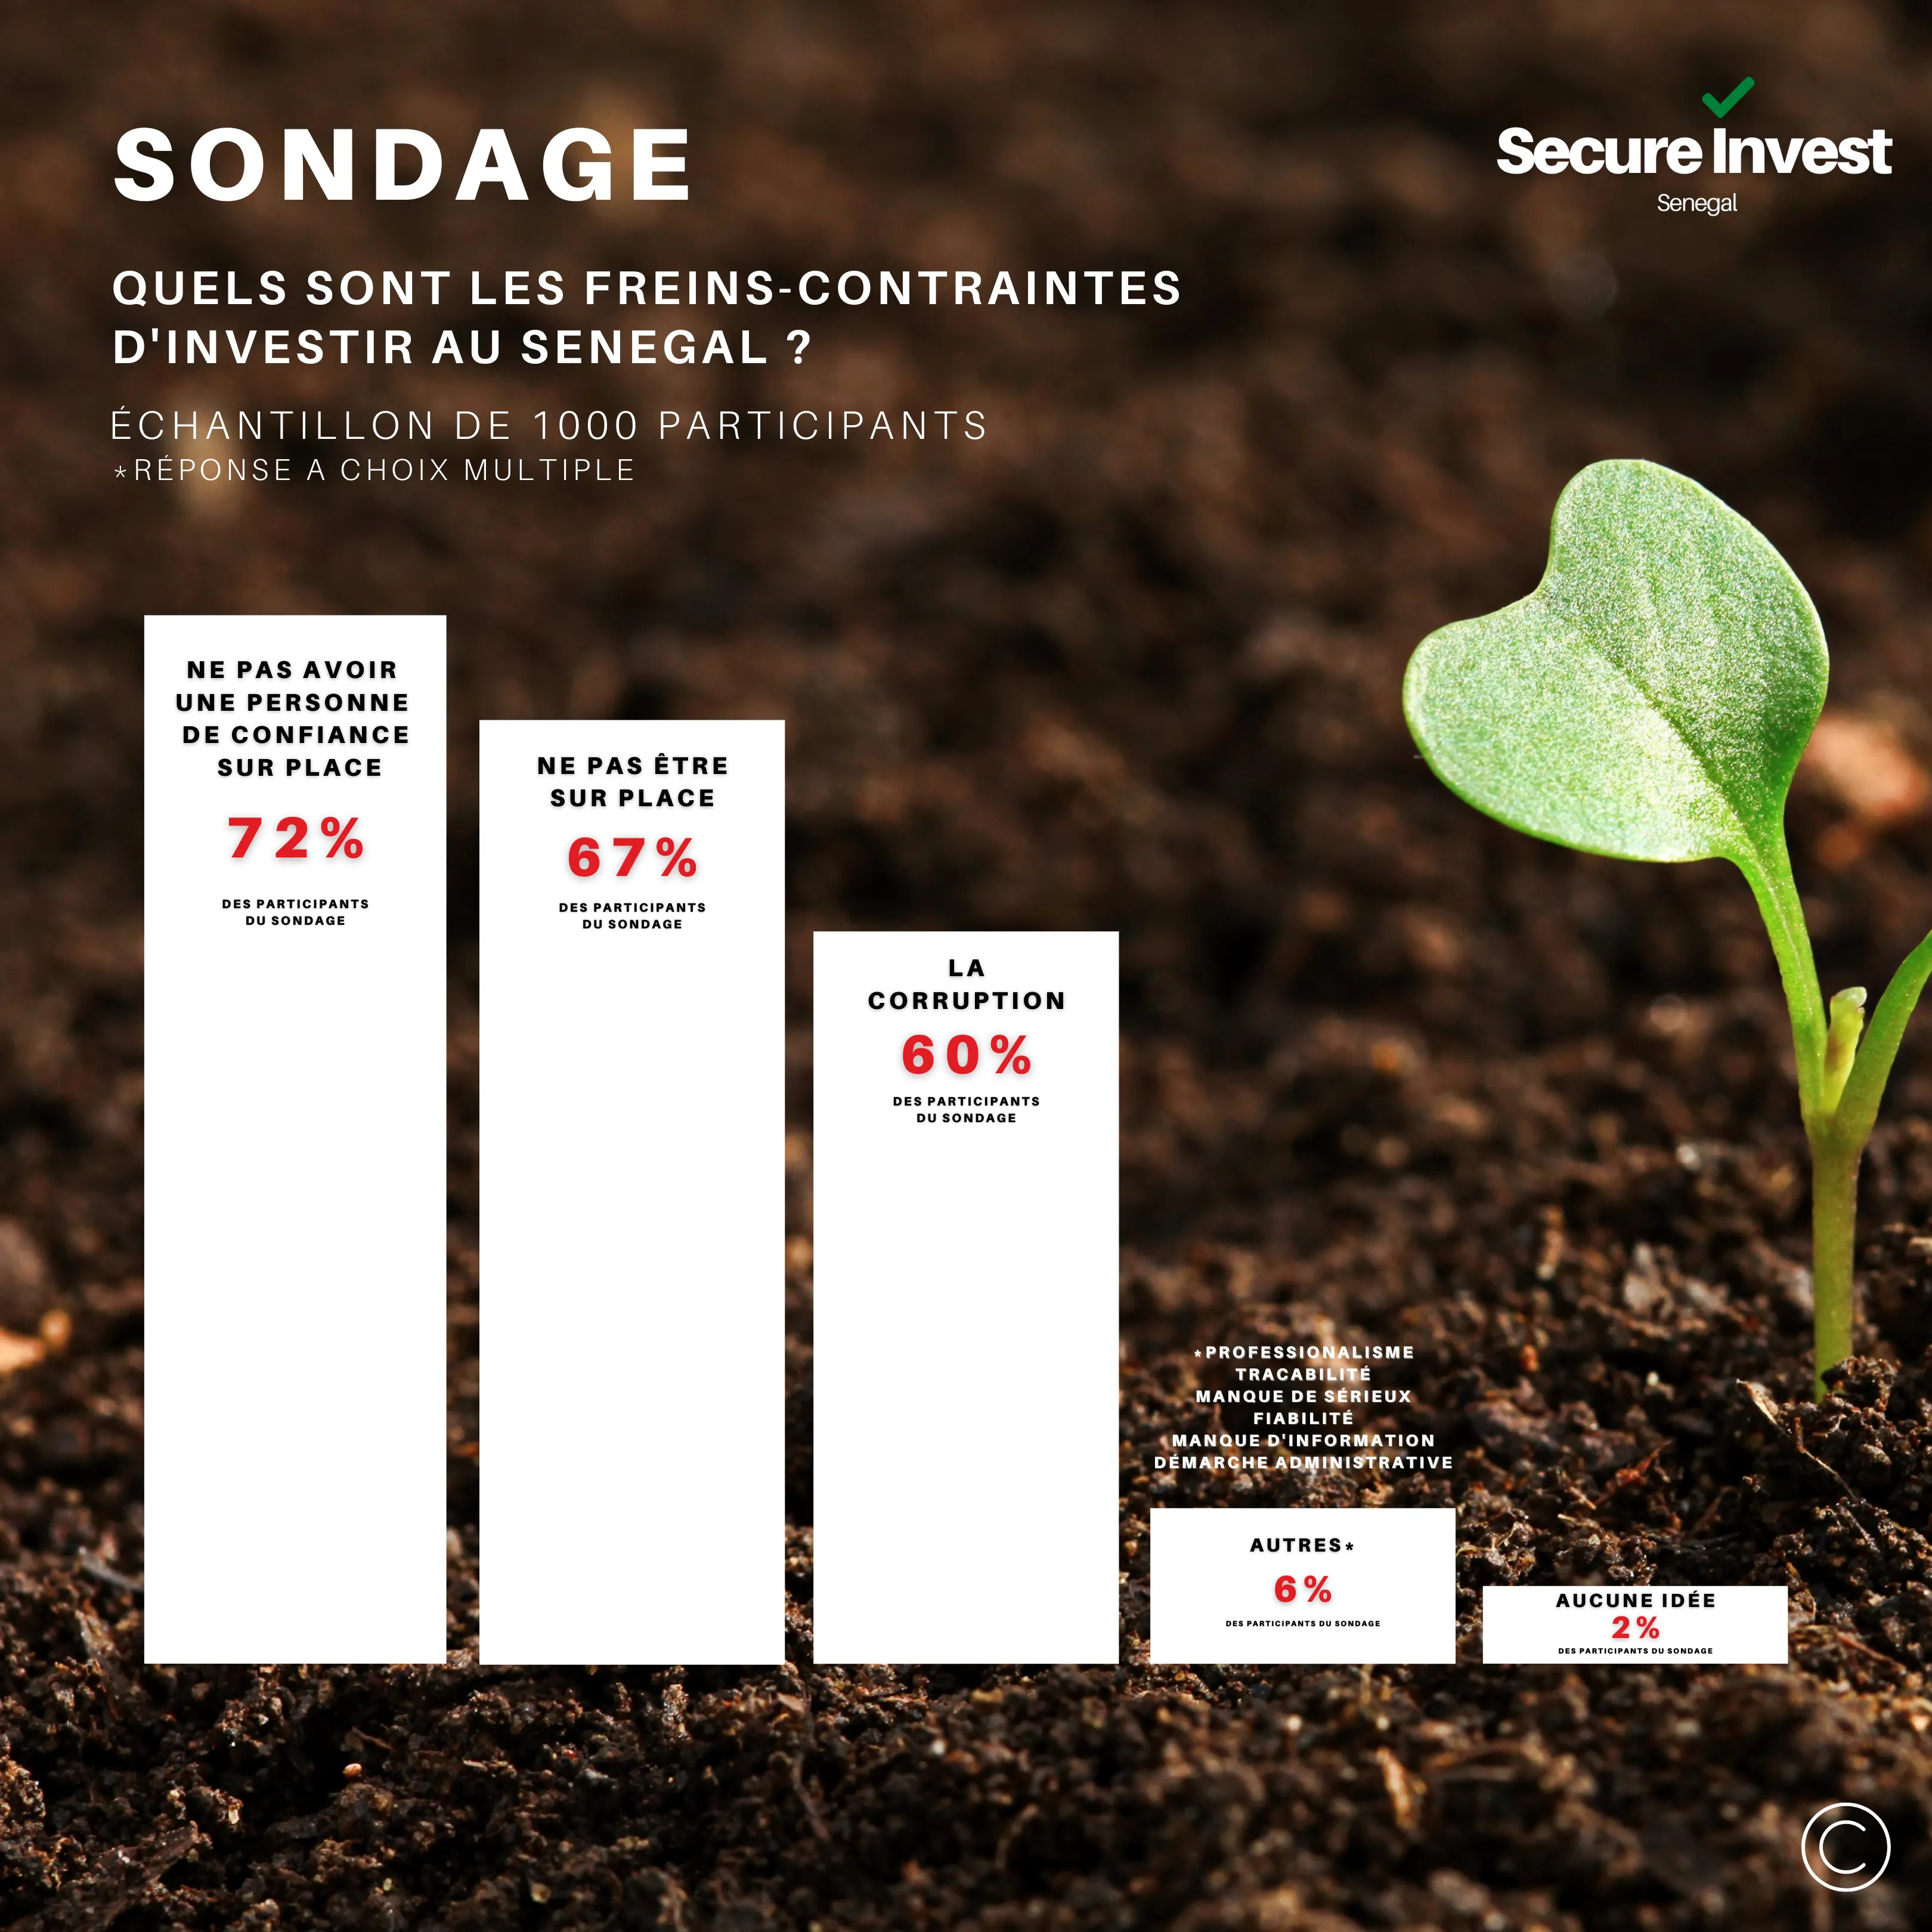 SONDAGE
Secure Invest
Senegal
QUELS SONT LES FREINS-CONTRAINTES
D'INVESTIR AU SENEGAL ?
ÉCHANTILLON DE 1000 PARTICIPANTS
*RÉPONSE A CHOIX MULTIPLE
NE PAS AVOIR
UNE PERSONNE
DE CONFIANCE
SUR PLACE
72%
DES PARTICIPANTS
DU SONDAGE
NE PAS ÊTRE
SUR PLACE
67%
DES PARTICIPANTS
DU SONDAGE
LA
CORRUPTION
60%
DES PARTICIPANTS
DU SONDAGE
*PROFESSIONALISME
TRACABILITÉ
MANQUE DE SÉRIEUX
FIABILITÉ
MANQUE D'INFORMATION
DÉMARCHE ADMINISTRATIVE
AUTRES*
6%
DES PARTICIPANTS DU SONDAGE
AUCUNE IDÉE
2%
DES PARTICIPANTS DU SONDAGE
©